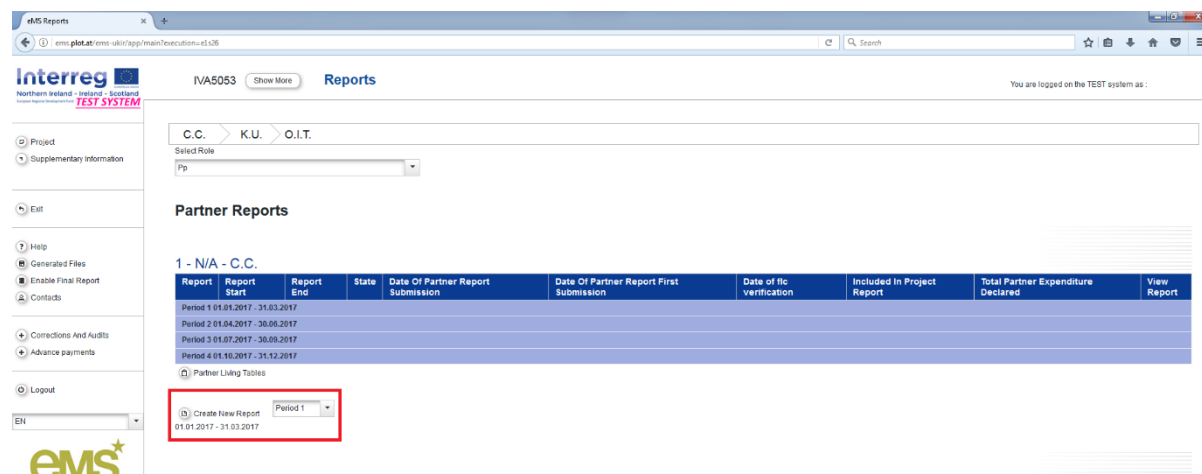 eMS Reports
ems.plot.at/ems-ukir/app/main?execution=e1s26
Search
Interreg
Northern Ireland - Ireland - Scotland
European Regional Development Fund TEST SYSTEM
IVA5053 Show More Reports
You are logged on the TEST system as :
Project
Supplementary Information
Exit
Help
Generated Files
Enable Final Report
Contacts
Corrections And Audits
Advance payments
Logout
EN
eMS
C.C. K.U. O.I.T.
Select Role
Pp
Partner Reports
1 - N/A - C.C.
Report Report Start Report End State Date Of Partner Report Submission Date Of Partner Report First Submission Date of flc verification Included In Project Report Total Partner Expenditure Declared View Report
Period 1 01.01.2017 - 31.03.2017
Period 2 01.04.2017 - 30.06.2017
Period 3 01.07.2017 - 30.09.2017
Period 4 01.10.2017 - 31.12.2017
Partner Living Tables
Create New Report Period 1
01.01.2017 - 31.03.2017